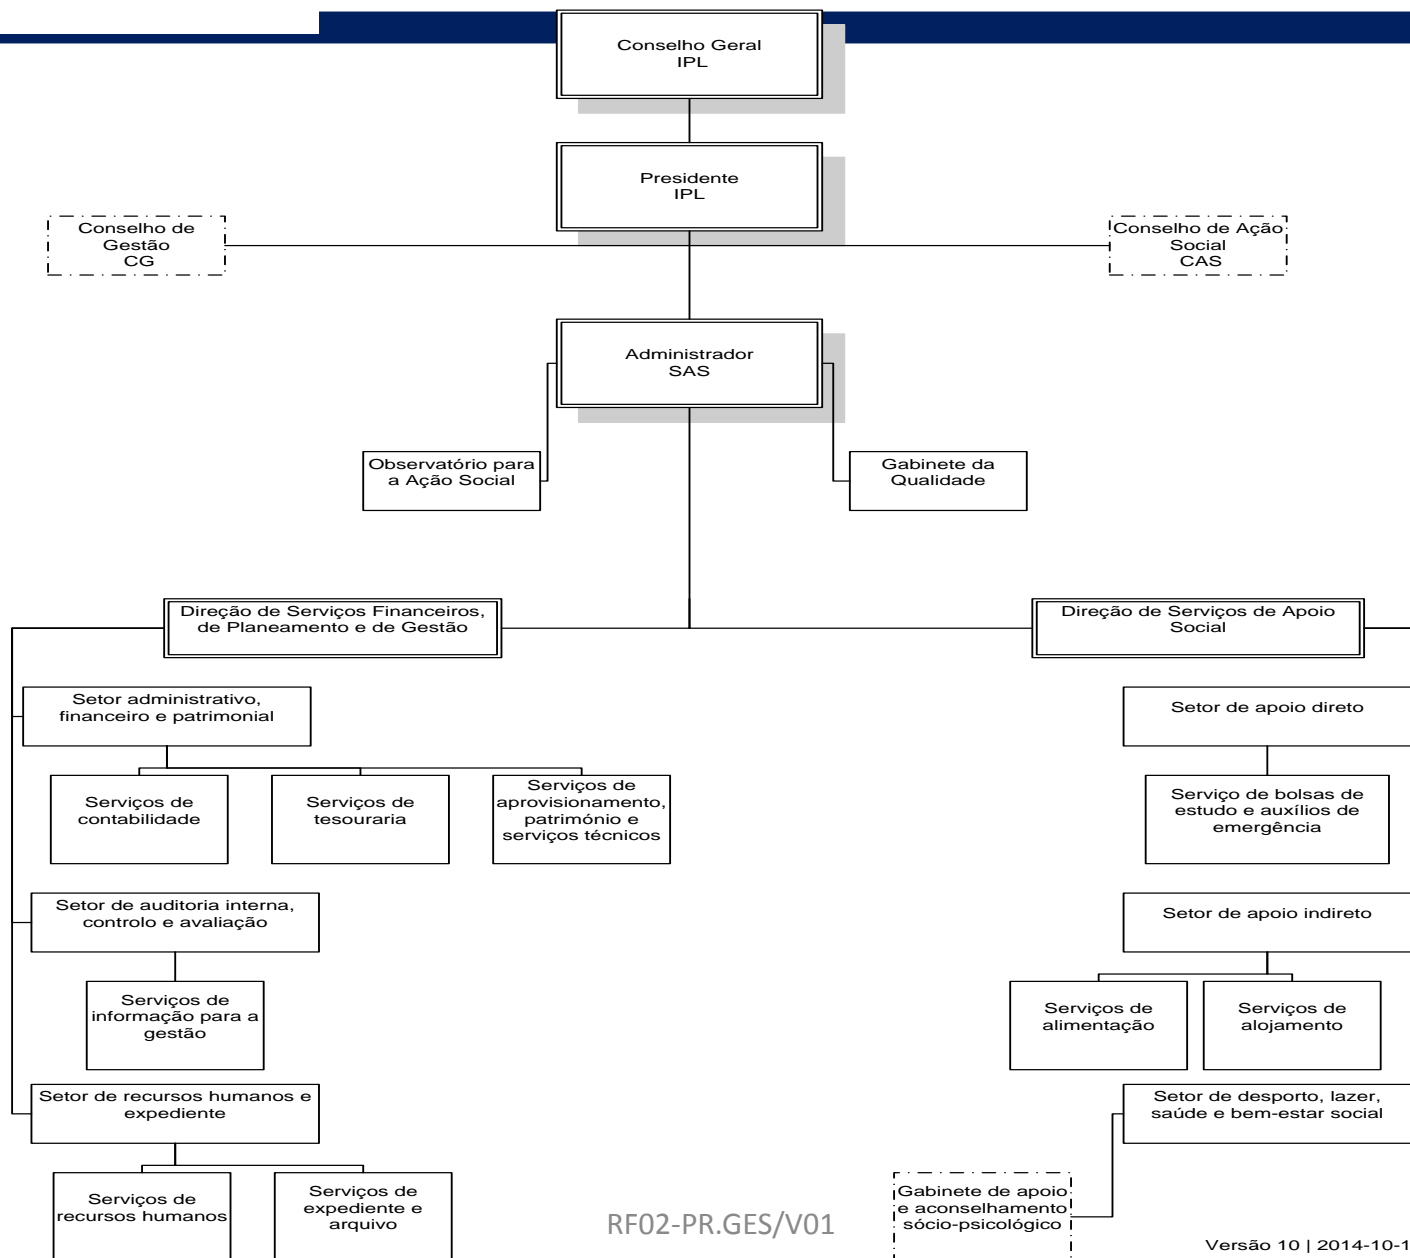 Conselho Geral
IPL
Presidente
IPL
Conselho de
Gestão
CG
Conselho de Ação
Social
CAS
Administrador
SAS
Observatório para
a Ação Social
Gabinete da
Qualidade
Direção de Serviços Financeiros,
de Planeamento e de Gestão
Direção de Serviços de Apoio
Social
Setor administrativo,
financeiro e patrimonial
Setor de apoio direto
Serviços de
contabilidade
Serviços de
tesouraria
Serviços de
aprovisionamento,
património e
serviços técnicos
Serviço de bolsas de
estudo e auxílios de
emergência
Setor de auditoria interna,
controlo e avaliação
Setor de apoio indireto
Serviços de
informação para a
gestão
Serviços de
alimentação
Serviços de
alojamento
Setor de recursos humanos e
expediente
Setor de desporto, lazer,
saúde e bem-estar social
Serviços de
recursos humanos
Serviços de
expediente e
arquivo
Gabinete de apoio
e aconselhamento
sócio-psicológico
RF02-PR.GES/V01
Versão 10 | 2014-10-1